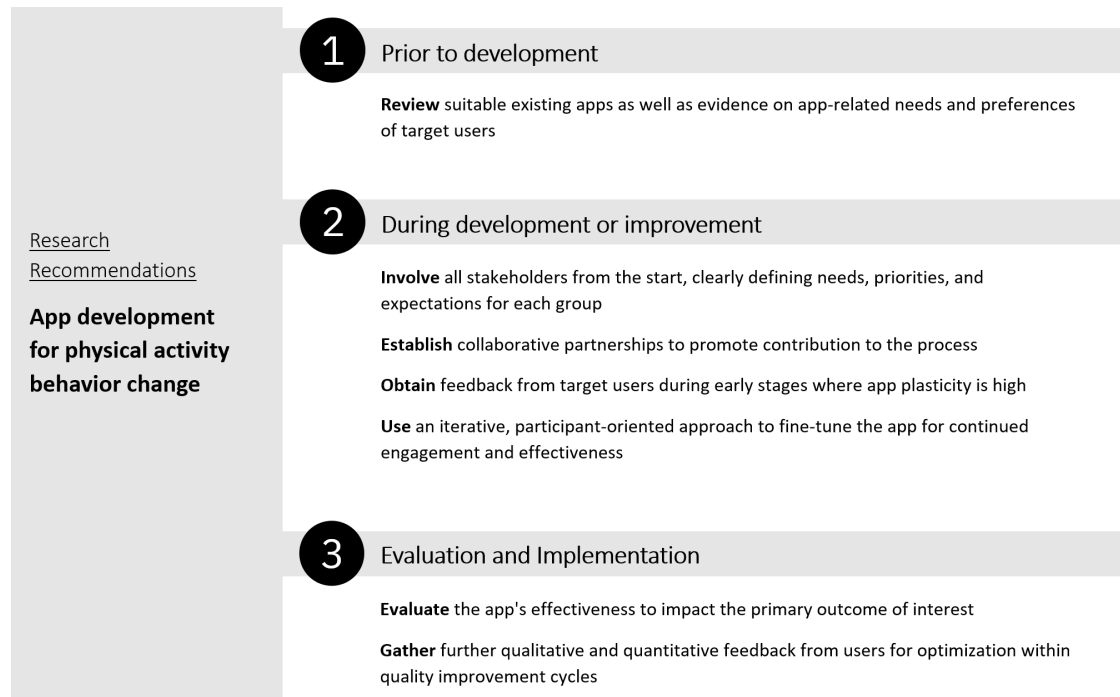 Research
Recommendations
App development
for physical activity
behavior change
1
Prior to development
Review suitable existing apps as well as evidence on app-related needs and preferences
of target users
2
During development or improvement
Involve all stakeholders from the start, clearly defining needs, priorities, and
expectations for each group
Establish collaborative partnerships to promote contribution to the process
Obtain feedback from target users during early stages where app plasticity is high
Use an iterative, participant-oriented approach to fine-tune the app for continued
engagement and effectiveness
3
Evaluation and Implementation
Evaluate the app's effectiveness to impact the primary outcome of interest
Gather further qualitative and quantitative feedback from users for optimization within
quality improvement cycles